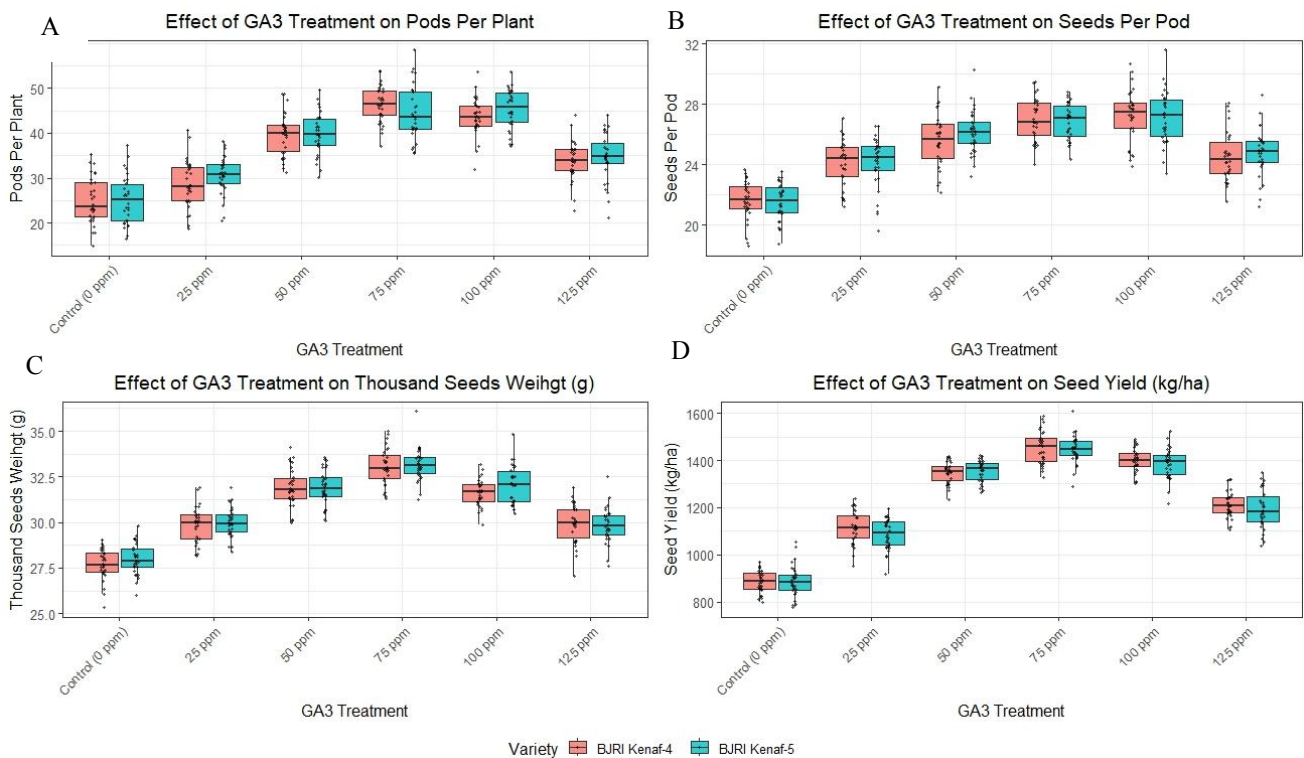 A
Effect of GA3 Treatment on Pods Per Plant
Pods Per Plant
50
40
30
20
Control (0 ppm)
25 ppm
50 ppm
75 ppm
100 ppm
125 ppm
GA3 Treatment
B
Effect of GA3 Treatment on Seeds Per Pod
Seeds Per Pod
32
28
24
20
Control (0 ppm)
25 ppm
50 ppm
75 ppm
100 ppm
125 ppm
GA3 Treatment
C
Effect of GA3 Treatment on Thousand Seeds Weihgt (g)
Thousand Seeds Weihgt (g)
35.0
32.5
30.0
27.5
25.0
Control (0 ppm)
25 ppm
50 ppm
75 ppm
100 ppm
125 ppm
GA3 Treatment
D
Effect of GA3 Treatment on Seed Yield (kg/ha)
Seed Yield (kg/ha)
1600
1400
1200
1000
800
Control (0 ppm)
25 ppm
50 ppm
75 ppm
100 ppm
125 ppm
GA3 Treatment
Variety BJRI Kenaf-4 BJRI Kenaf-5